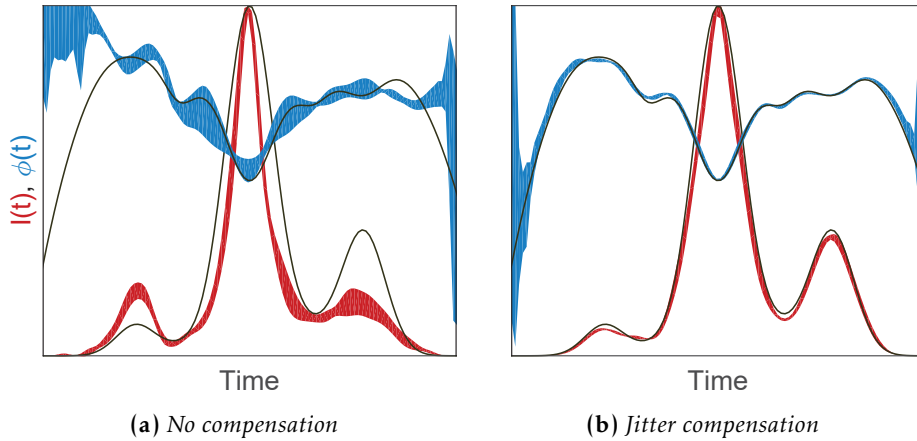 I(t), ϕ(t)
Time
Time
(a) No compensation
(b) Jitter compensation